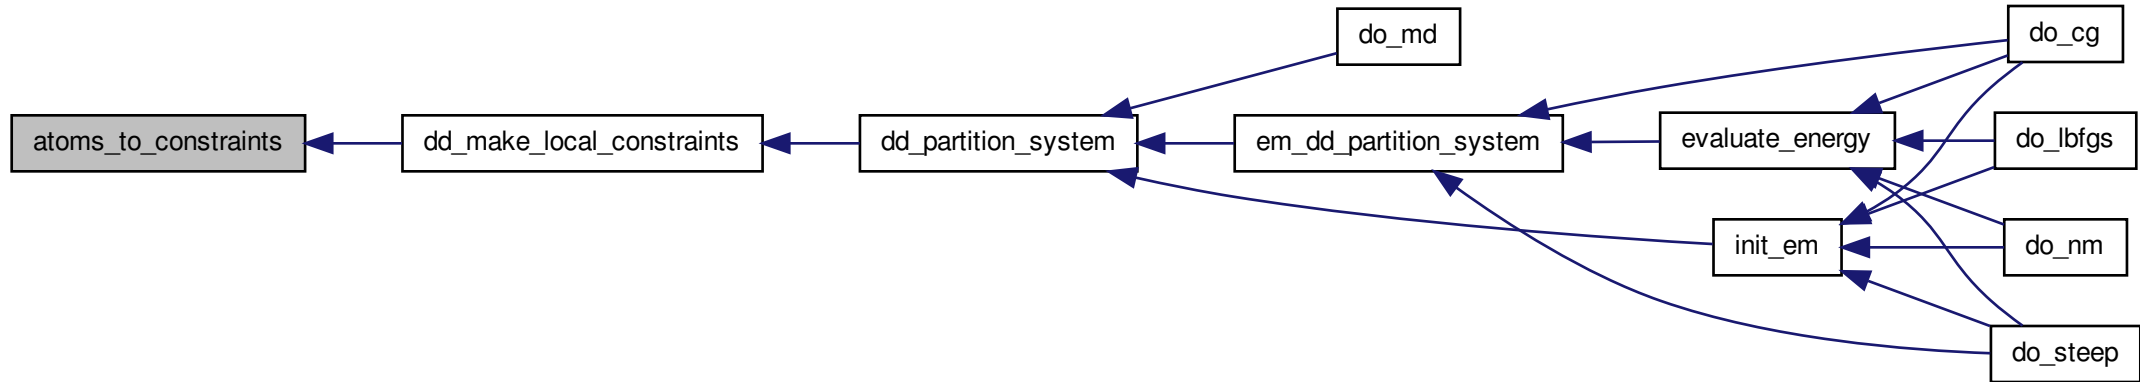 atoms_to_constraints
dd_make_local_constraints
dd_partition_system
do_md
em_dd_partition_system
evaluate_energy
init_em
do_cg
do_lbfgs
do_nm
do_steep